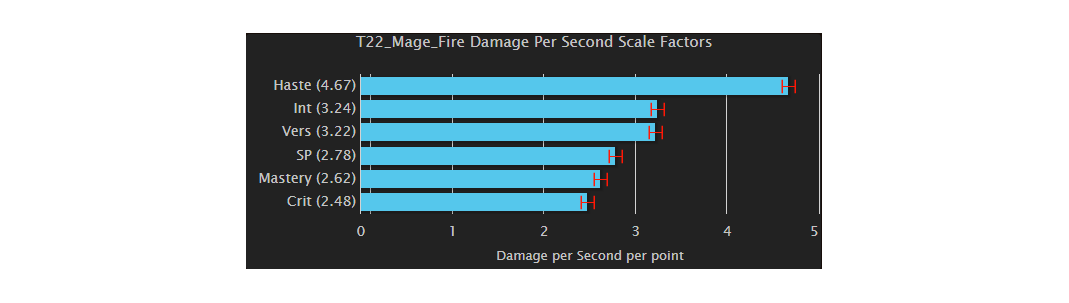 T22_Mage_Fire Damage Per Second Scale Factors
Haste (4.67)
Int (3.24)
Vers (3.22)
SP (2.78)
Mastery (2.62)
Crit (2.48)
0 1 2 3 4 5
Damage per Second per point